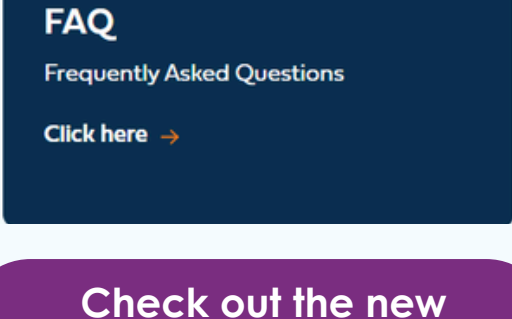 FAQ
Frequently Asked Questions
Click here →
Check out the new